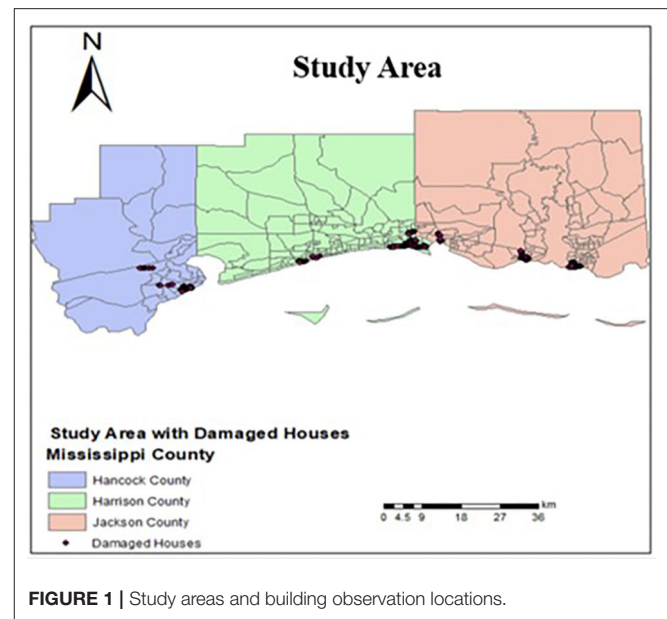 N
Study Area
Study Area with Damaged Houses
Mississippi County
Hancock County
Harrison County
Jackson County
Damaged Houses
km
0 4.5 9 18 27 36
FIGURE 1 | Study areas and building observation locations.